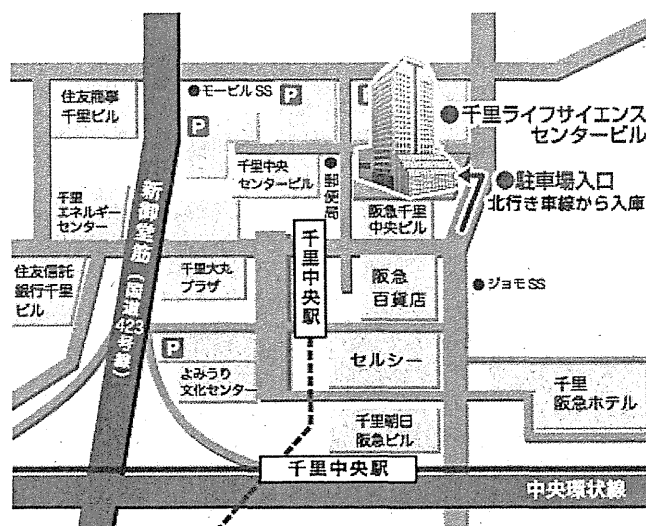 住友商事
千里ビル
モービルSS
P
P
P
千里ライフサイエンス
センタービル
千里中央
センタービル
郵便局
駐車場入口
北行き車線から入庫
千里
エネルギー
センター
新御堂筋(国道423号線)
阪急千里
中央ビル
千里中央駅
住友信託
銀行千里
ビル
千里大丸
プラザ
阪急
百貨店
ジョモSS
P
よみうり
文化センター
セルシー
千里
阪急ホテル
千里朝日
阪急ビル
千里中央駅
中央環状線